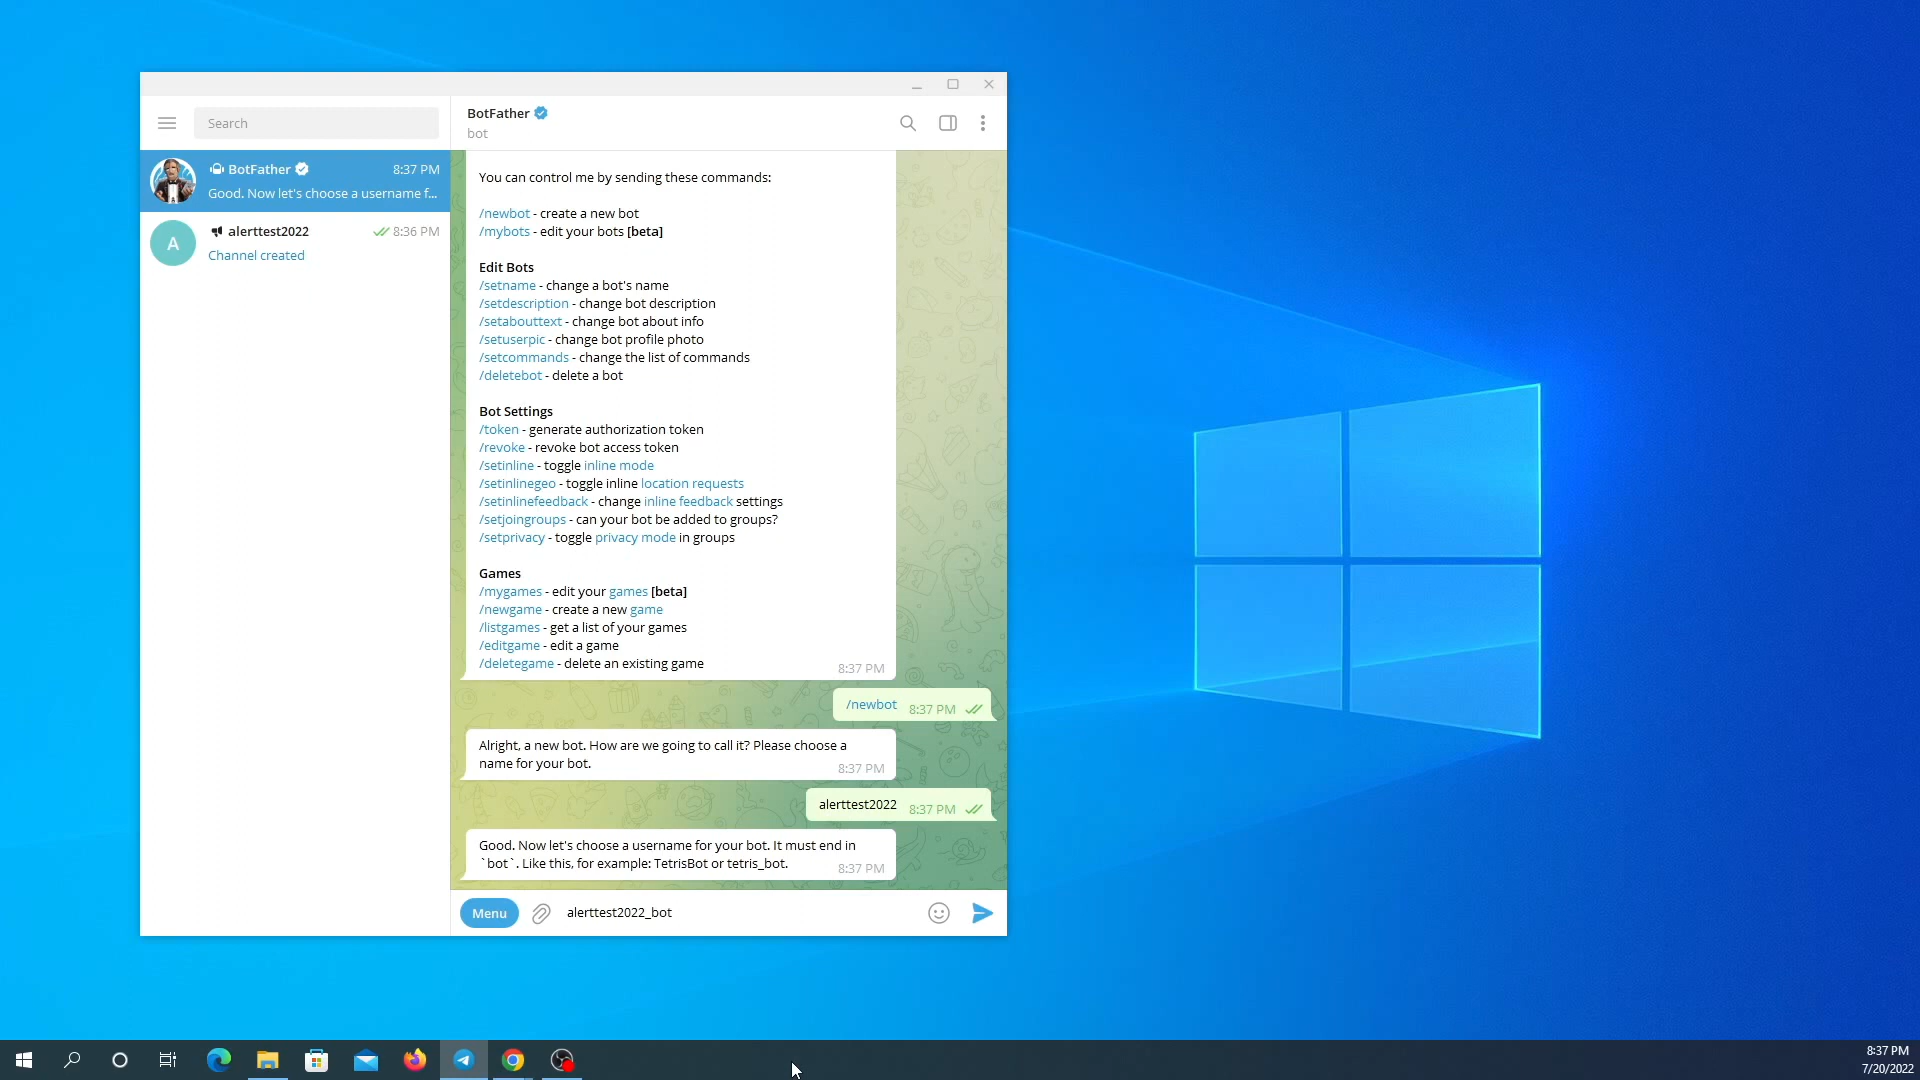 Search
BotFather
8:37 PM
Good. Now let's choose a username f...
A
alerttest2022
8:36 PM
Channel created
BotFather
bot
You can control me by sending these commands:
/newbot - create a new bot
/mybots - edit your bots [beta]
Edit Bots
/setname - change a bot's name
/setdescription - change bot description
/setabouttext - change bot about info
/setuserpic - change bot profile photo
/setcommands - change the list of commands
/deletebot - delete a bot
Bot Settings
/token - generate authorization token
/revoke - revoke bot access token
/setinline - toggle inline mode
/setinlinegeo - toggle inline location requests
/setinlinefeedback - change inline feedback settings
/setjoingroups - can your bot be added to groups?
/setprivacy - toggle privacy mode in groups
Games
/mygames - edit your games [beta]
/newgame - create a new game
/listgames - get a list of your games
/editgame - edit a game
/deletegame - delete an existing game
8:37 PM
/newbot 8:37 PM
Alright, a new bot. How are we going to call it? Please choose a
name for your bot.
8:37 PM
alerttest2022 8:37 PM
Good. Now let's choose a username for your bot. It must end in
`bot`. Like this, for example: TetrisBot or tetris_bot.
8:37 PM
Menu
alerttest2022_bot
8:37 PM
7/20/2022